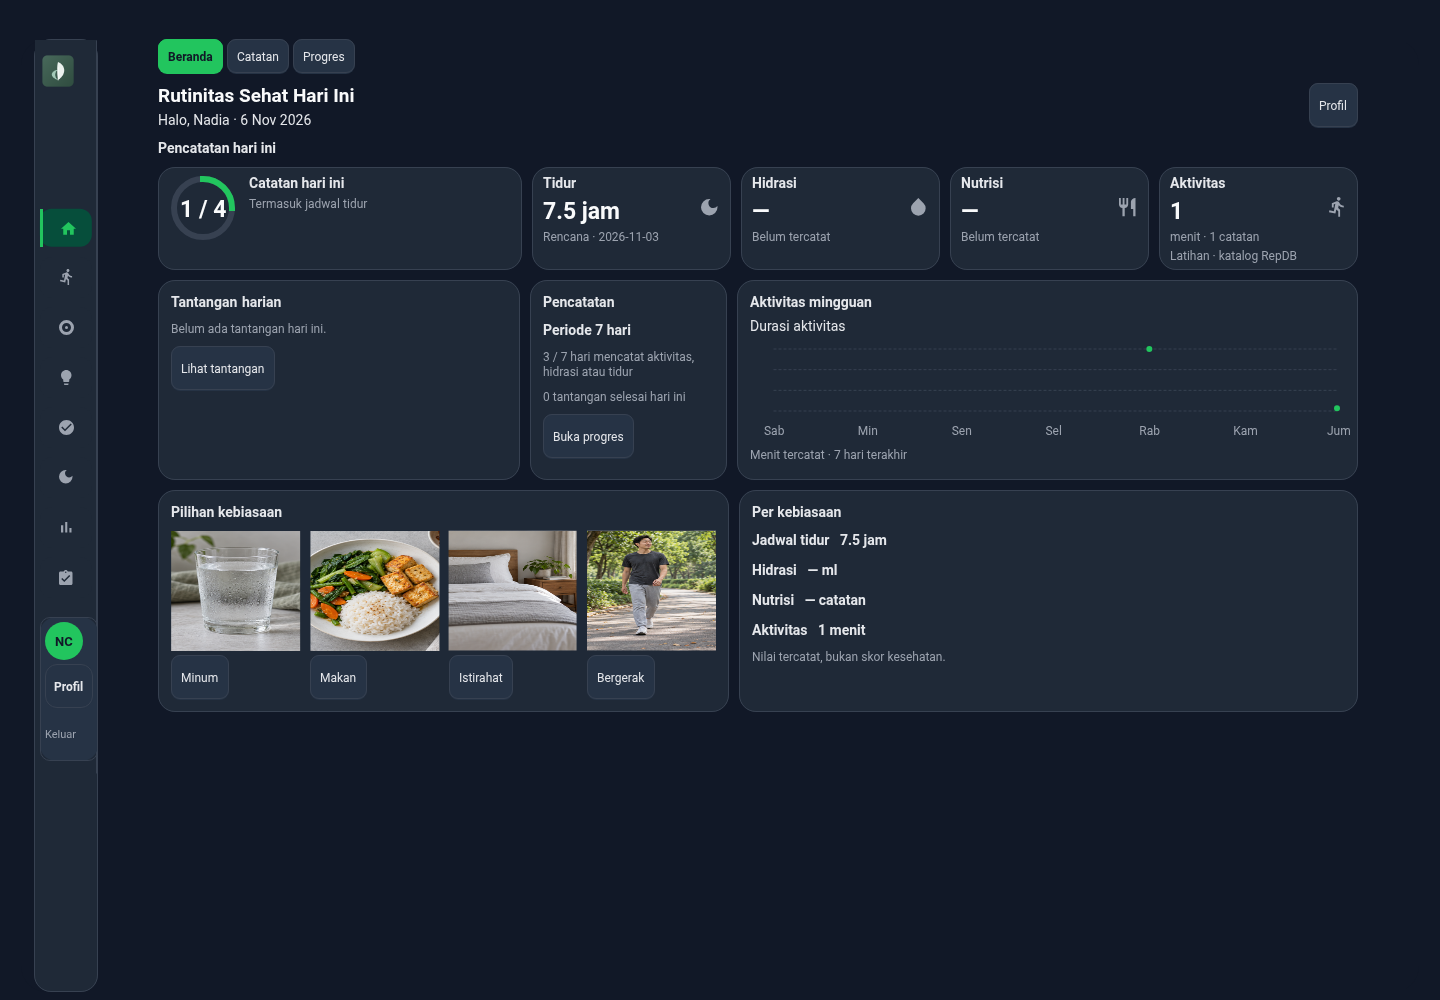 Beranda
Catatan
Progres
Rutinitas Sehat Hari Ini
Halo, Nadia · 6 Nov 2026
Profil
Pencatatan hari ini
1 / 4
Catatan hari ini
Termasuk jadwal tidur
Tidur
7.5 jam
Rencana · 2026-11-03
Hidrasi
—
Belum tercatat
Nutrisi
—
Belum tercatat
Aktivitas
1
menit · 1 catatan
Latihan · katalog RepDB
Tantangan harian
Belum ada tantangan hari ini.
Lihat tantangan
Pencatatan
Periode 7 hari
3 / 7 hari mencatat aktivitas,
hidrasi atau tidur
0 tantangan selesai hari ini
Buka progres
Aktivitas mingguan
Durasi aktivitas
Sab Min Sen Sel Rab Kam Jum
Menit tercatat · 7 hari terakhir
Pilihan kebiasaan
Minum
Makan
Istirahat
Bergerak
Per kebiasaan
Jadwal tidur 7.5 jam
Hidrasi — ml
Nutrisi — catatan
Aktivitas 1 menit
Nilai tercatat, bukan skor kesehatan.
NC
Profil
Keluar